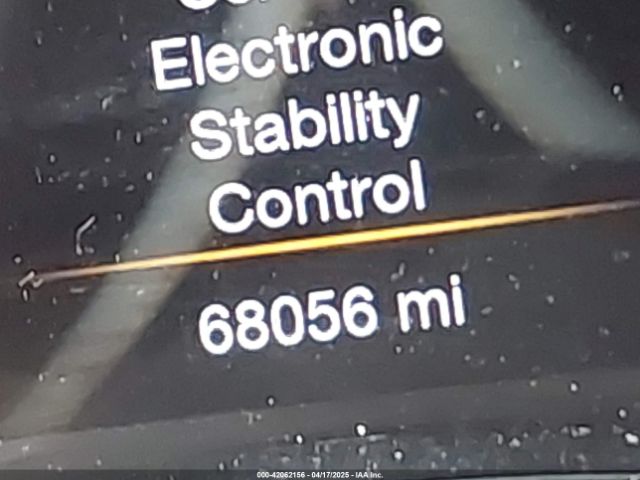 Electronic
Stability
Control
68056 mi
000-42062156 - 04/17/2025 - IAA Inc.